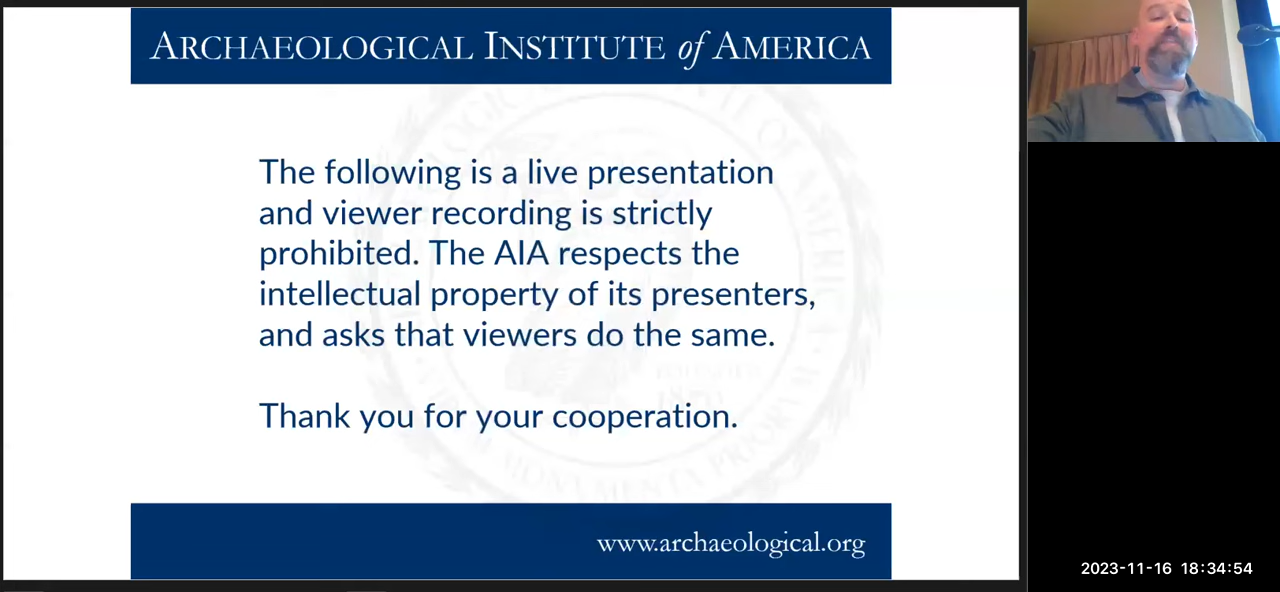 ARCHAEOLOGICAL INSTITUTE of AMERICA
The following is a live presentation
and viewer recording is strictly
prohibited. The AIA respects the
intellectual property of its presenters,
and asks that viewers do the same.
Thank you for your cooperation.
www.archaeological.org
2023-11-16 18:34:54